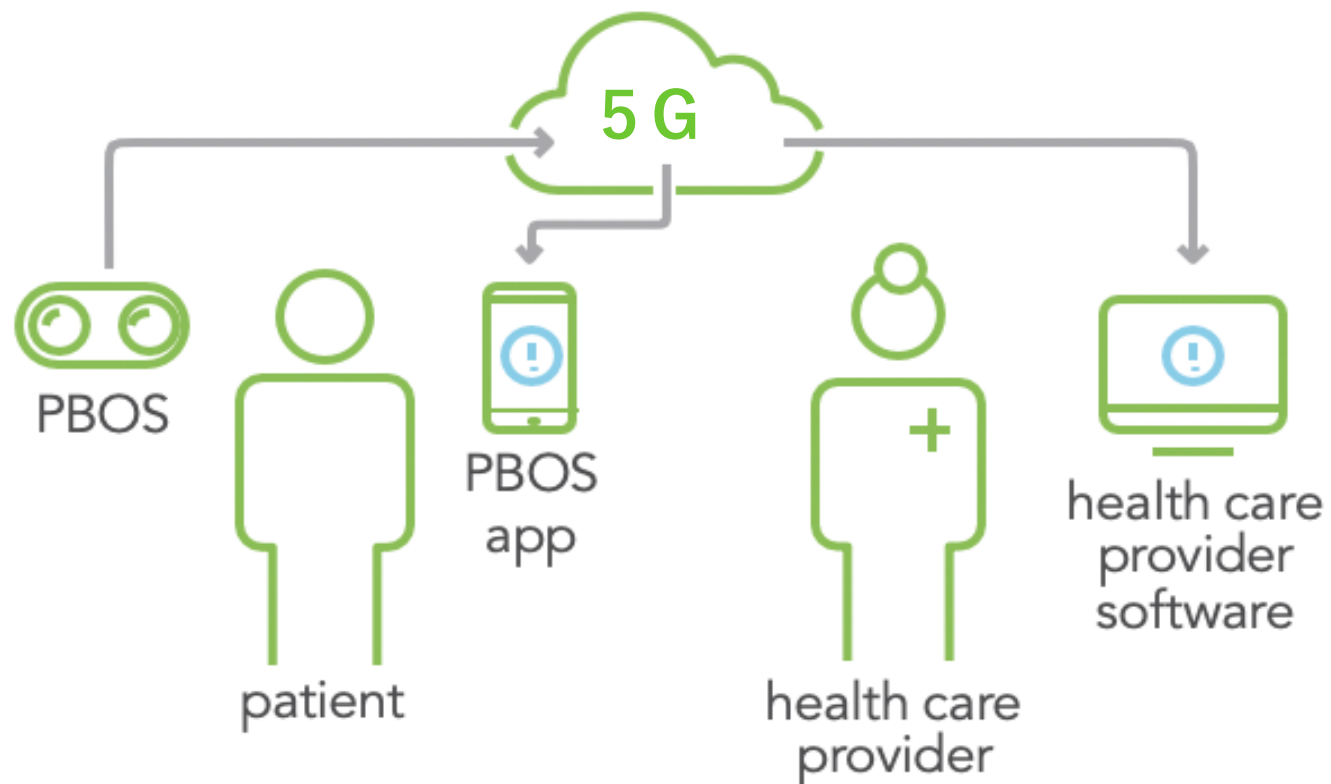 5 G
PBOS
patient
PBOS
app
health care
provider
health care
provider
software